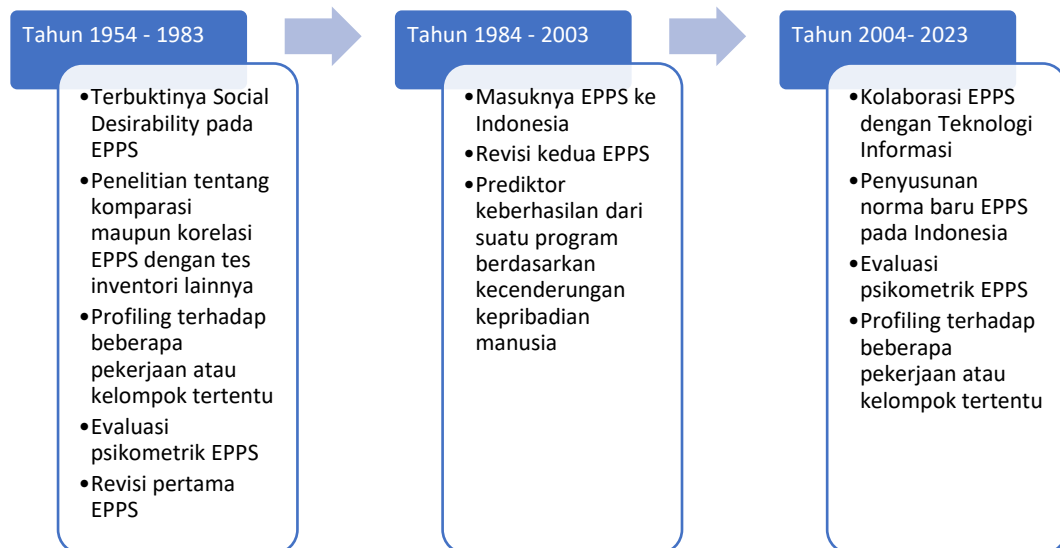 Tahun 1954 - 1983
•Terbuktinya Social
Desirability pada
EPPS
•Penelitian tentang
komparasi
maupun korelasi
EPPS dengan tes
inventori lainnya
•Profiling terhadap
beberapa
pekerjaan atau
kelompok tertentu
•Evaluasi
psikometrik EPPS
•Revisi pertama
EPPS
Tahun 1984 - 2003
•Masuknya EPPS ke
Indonesia
•Revisi kedua EPPS
•Prediktor
keberhasilan dari
suatu program
berdasarkan
kecenderungan
kepribadian
manusia
Tahun 2004- 2023
•Kolaborasi EPPS
dengan Teknologi
Informasi
•Penyusunan
norma baru EPPS
pada Indonesia
•Evaluasi
psikometrik EPPS
•Profiling terhadap
beberapa
pekerjaan atau
kelompok tertentu